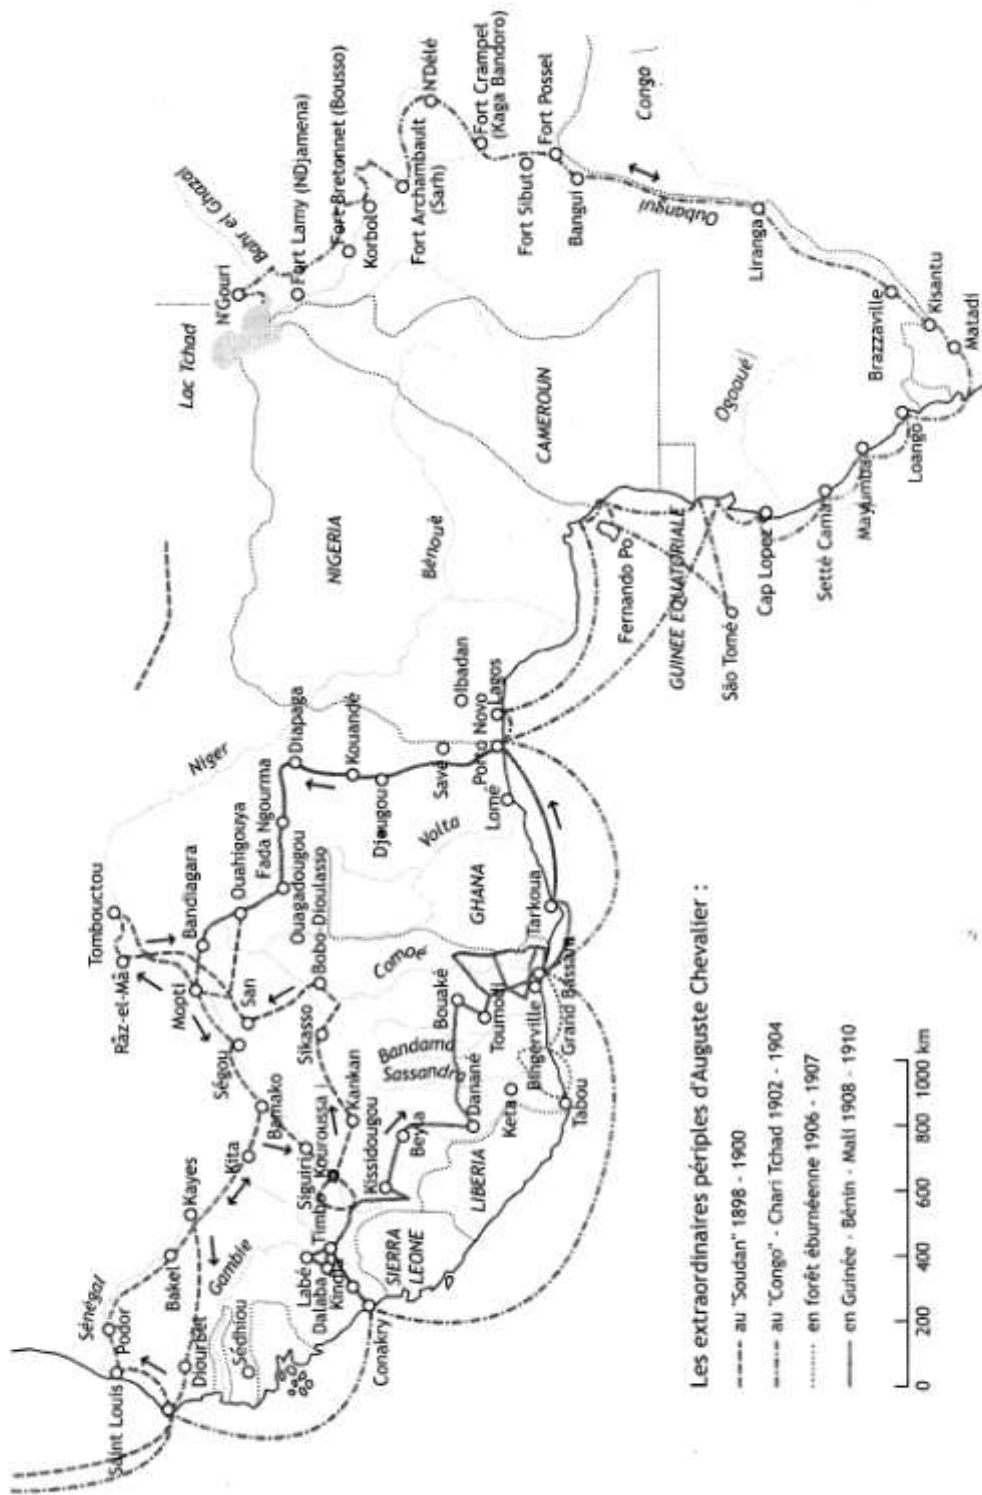 Saint Louis
Podor
Sénégal
Bakel
Kayes
Diourbel
Gambie
Sédhiou
Kita
Bamako
Ségou
Mopti
Râz-el-Mâ
Tombouctou
Bandiagara
San
Ouahigouya
Fada Ngourma
Ouagadougou
Bobo-Dioulasso
Sikasso
Kankan
Kouroussa
Siguiri
Timbo
Labé
Dalaba
Kindia
Conakry
Kissidougou
Beyla
SIERRA
LEONE
LIBERIA
Danané
Keta
Tabou
Sassandra
Bandama
Bouaké
Toumodi
Bingerville
Grand Bassam
Comoé
GHANA
Tarkoua
Volta
Lomé
Porto Novo
Lagos
Olbadan
Savé
Djougou
Kouandé
Diapaga
Niger
NIGERIA
Bénoué
Lac Tchad
N'Gouri
Bahr el Ghazal
Fort Lamy (NDjamena)
Fort Bretonnet (Bousso)
Korbol
Fort Archambault
(Sarh)
N'Délé
Fort Crampel
(Kaga Bandoro)
Fort Sibut
Fort Possel
Bangui
Oubangui
Congo
CAMEROUN
Fernando Po
GUINEE EQUATORIALE
São Tomé
Ogooué
Cap Lopez
Setté Cama
Mayumba
Loango
Liranga
Brazzaville
Kisantu
Matadi
Les extraordinaires périples d'Auguste Chevalier :
au "Soudan" 1898 - 1900
au "Congo" - Chari Tchad 1902 - 1904
en forêt éburnéenne 1906 - 1907
en Guinée - Bénin - Mali 1908 - 1910
0 200 400 600 800 1000 km